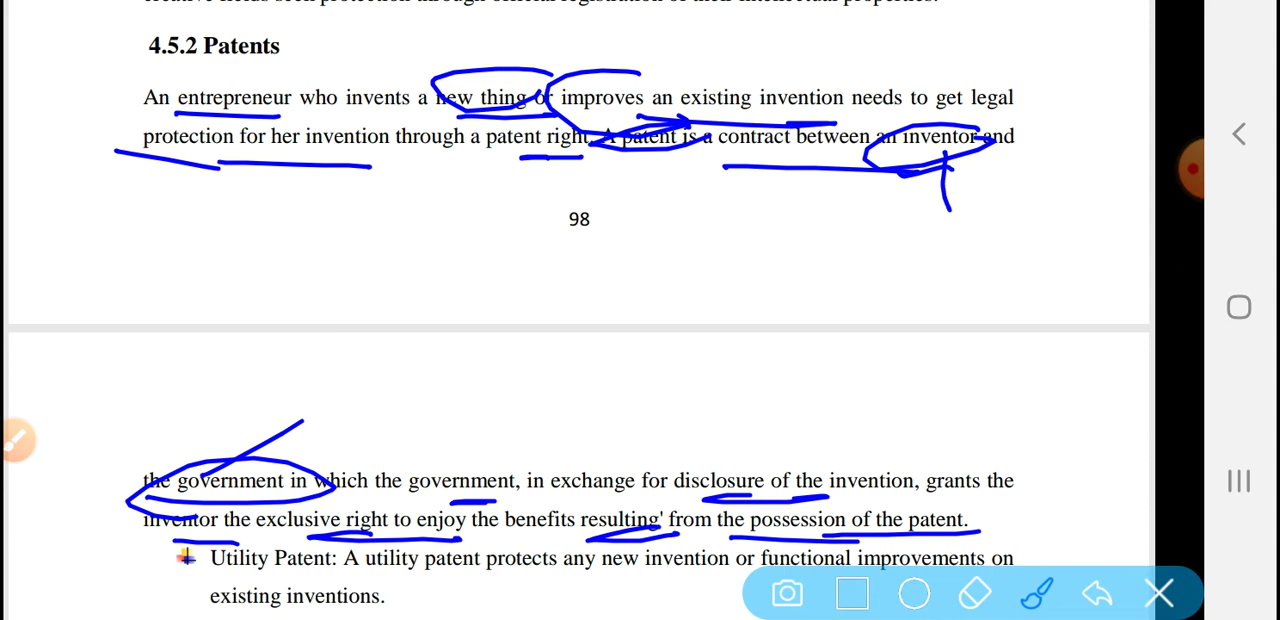 4.5.2 Patents
An entrepreneur who invents a new thing or improves an existing invention needs to get legal
protection for her invention through a patent right. A patent is a contract between an inventor and
98
the government in which the government, in exchange for disclosure of the invention, grants the
inventor the exclusive right to enjoy the benefits resulting' from the possession of the patent.
Utility Patent: A utility patent protects any new invention or functional improvements on
existing inventions.